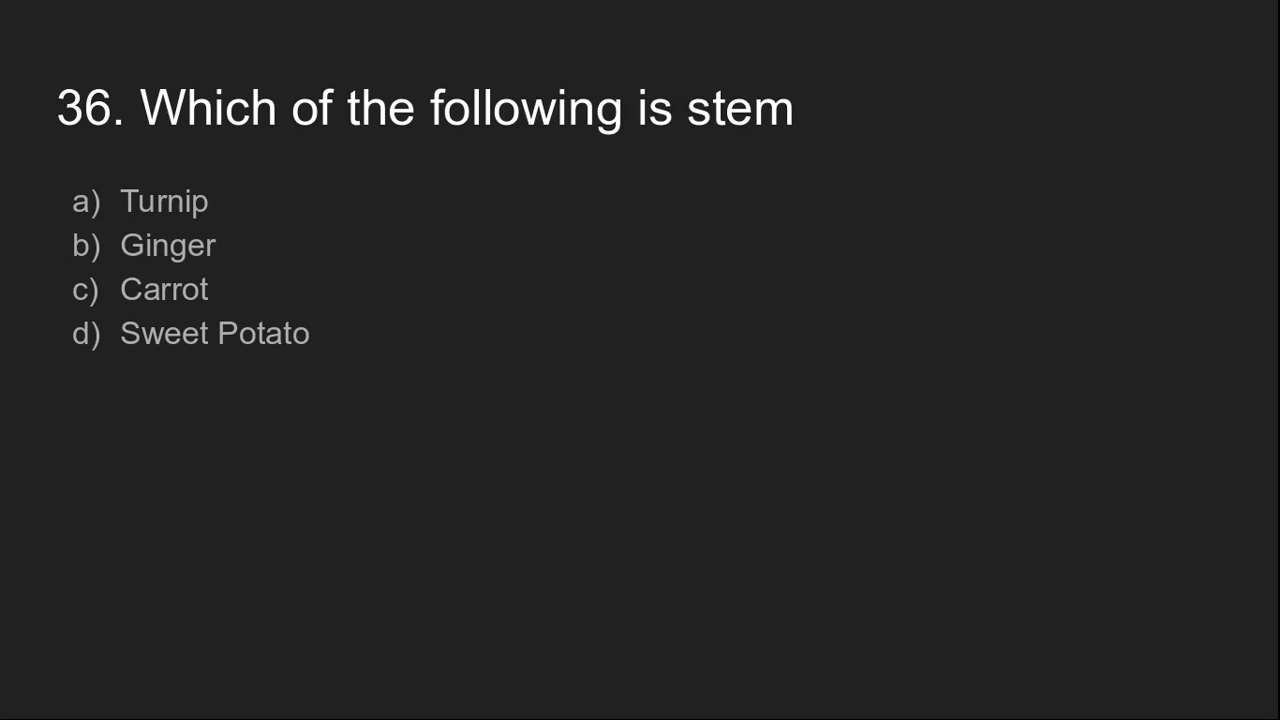 36. Which of the following is stem
a) Turnip
b) Ginger
c) Carrot
d) Sweet Potato